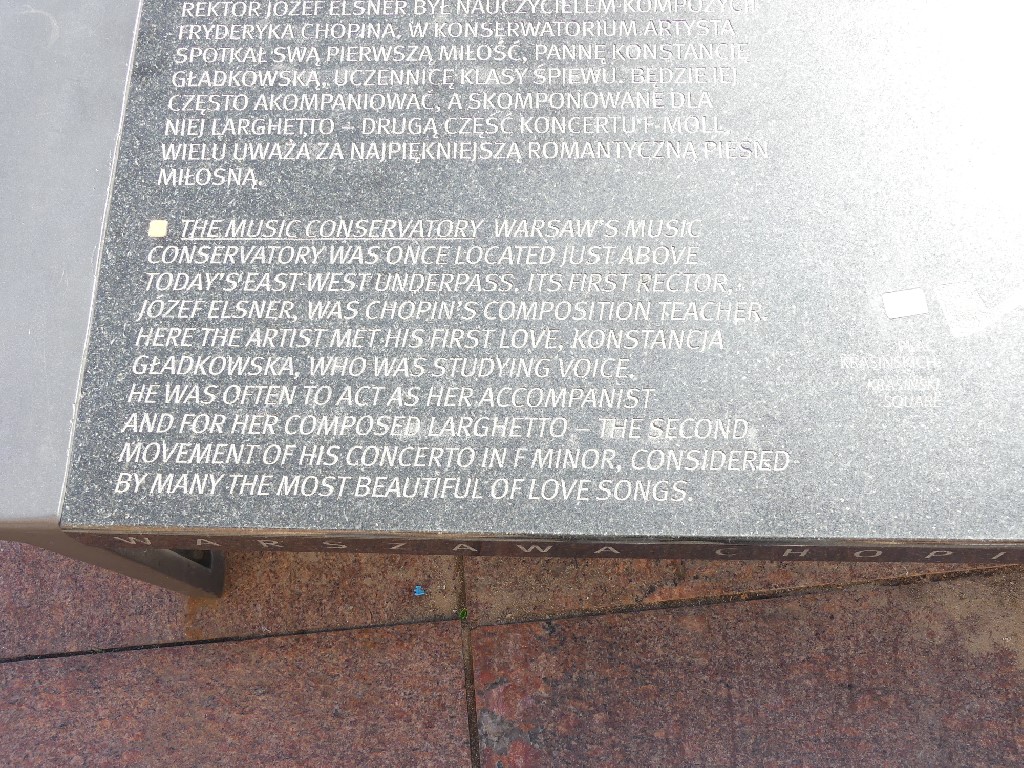 REKTOR JÓZEF ELSNER BYŁ NAUCZYCIELEM KOMPOZYCJI
FRYDERYKA CHOPINA. W KONSERWATORIUM ARTYSTA
SPOTKAŁ SWĄ PIERWSZĄ MIŁOŚĆ, PANNĘ KONSTANCJĘ
GŁADKOWSKĄ, UCZENNICĘ KLASY ŚPIEWU. BĘDZIE JEJ
CZĘSTO AKOMPANIOWAĆ, A SKOMPONOWANE DLA
NIEJ LARGHETTO – DRUGĄ CZĘŚĆ KONCERTU F-MOLL,
WIELU UWAŻA ZA NAJPIĘKNIEJSZĄ ROMANTYCZNĄ PIEŚŃ
MIŁOSNĄ.
THE MUSIC CONSERVATORY WARSAW'S MUSIC
CONSERVATORY WAS ONCE LOCATED JUST ABOVE
TODAY'S EAST-WEST UNDERPASS. ITS FIRST RECTOR,
JÓZEF ELSNER, WAS CHOPIN'S COMPOSITION TEACHER.
HERE THE ARTIST MET HIS FIRST LOVE, KONSTANCJA
GŁADKOWSKA, WHO WAS STUDYING VOICE.
HE WAS OFTEN TO ACT AS HER ACCOMPANIST
AND FOR HER COMPOSED LARGHETTO – THE SECOND
MOVEMENT OF HIS CONCERTO IN F MINOR, CONSIDERED
BY MANY THE MOST BEAUTIFUL OF LOVE SONGS.
PLAC
KRASIŃSKICH
KRASIŃSKI
SQUARE
WARSZAWA CHOPI